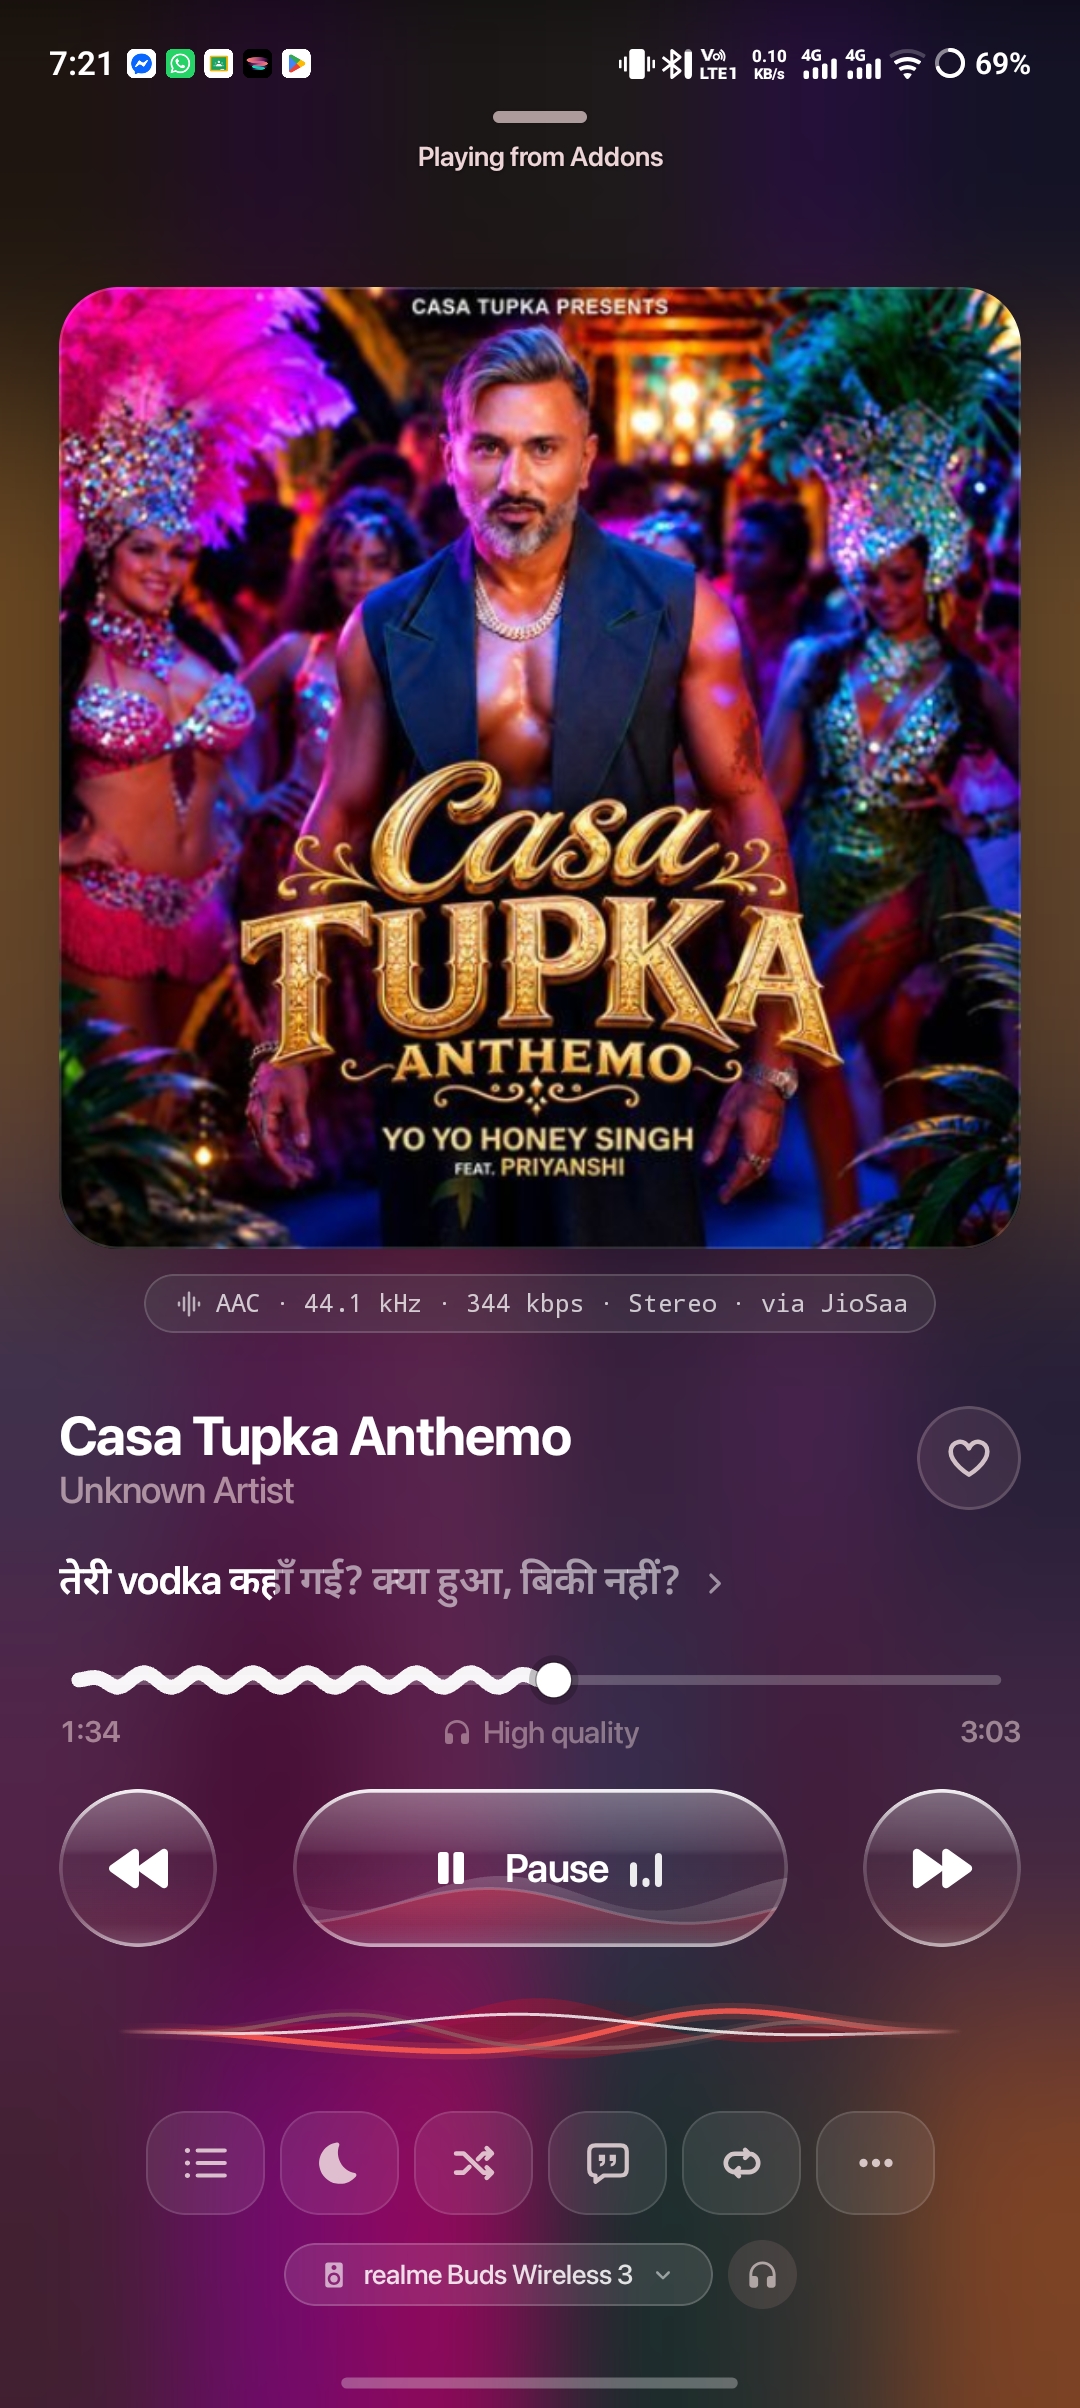 7:21
Vo) LTE1 0.10 KB/s 4G 4G 69%
Playing from Addons
CASA TUPKA PRESENTS
Casa
TUPKA
ANTHEMO
YO YO HONEY SINGH
FEAT. PRIYANSHI
AAC · 44.1 kHz · 344 kbps · Stereo · via JioSaa
Casa Tupka Anthemo
Unknown Artist
तेरी vodka कहाँ गई? क्या हुआ, बिकी नहीं?
1:34 High quality 3:03
Pause
realme Buds Wireless 3